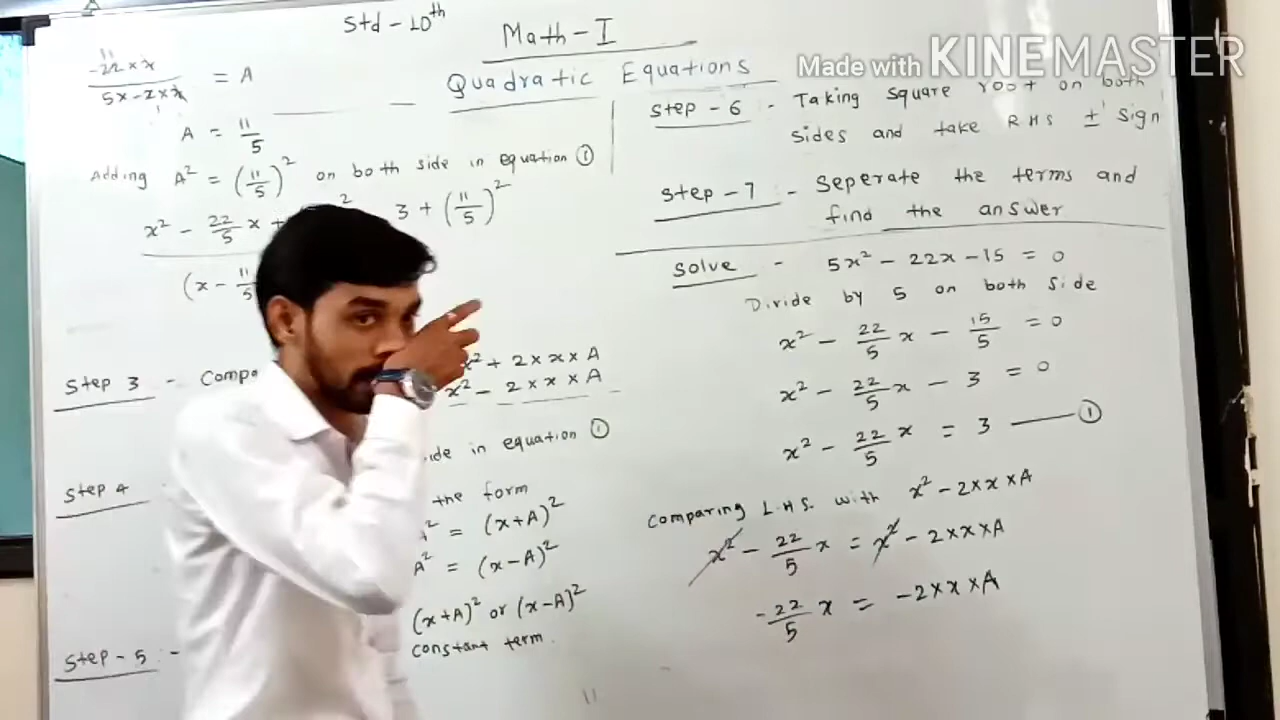 Std - 10th
Math - I
Quadratic Equations
Made with KINEMASTER
-22 × x / 5x - 2 × x = A
11
1
A = 11/5
Adding A² = (11/5)² on both side in equation ①
x² - 22/5 x + ² 3 + (11/5)²
(x - 11/5
Step 3 - Compa x² + 2 × x × A
x² - 2 × x × A
side in equation ①
Step 4
the form
A² = (x+A)²
A² = (x-A)²
(x+A)² or (x-A)²
Step - 5 :- constant term.
11
Step - 6 - Taking square root on both
sides and take RHS ± sign
Step - 7 :- Seperate the terms and
find the answer
Solve - 5x² - 22x - 15 = 0
Divide by 5 on both side
x² - 22/5 x - 15/5 = 0
x² - 22/5 x - 3 = 0
x² - 22/5 x = 3 — ①
Comparing L.H.S. with x² - 2 × x × A
x² - 22/5 x = x² - 2 × x × A
-22/5 x = -2 × x × A